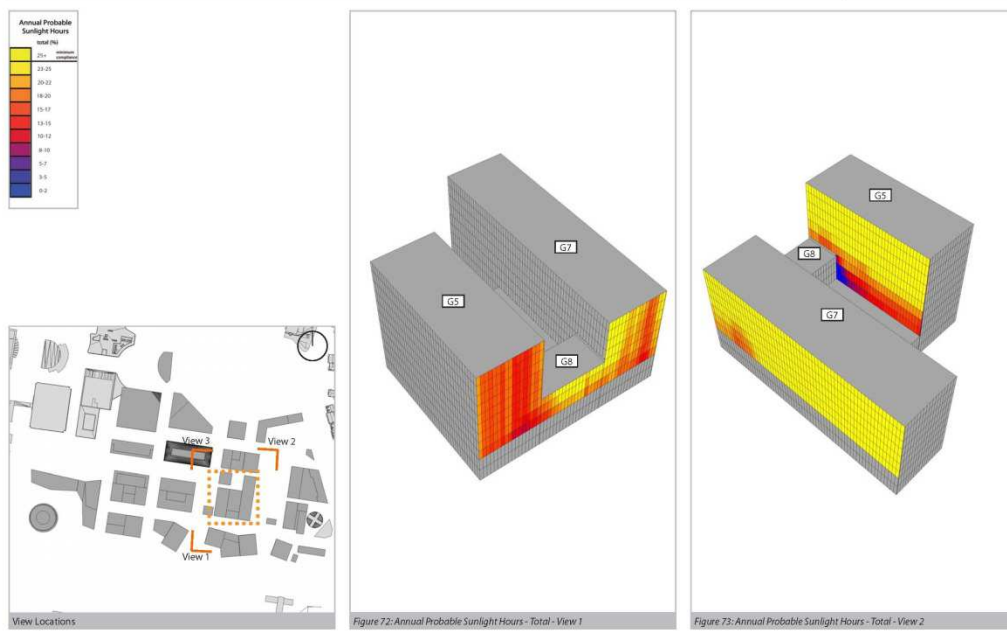 Annual Probable
Sunlight Hours
total (%)
25+ minimum
compliance
23-25
20-22
18-20
15-17
13-15
10-12
8-10
5-7
3-5
0-2
View 3
View 2
View 1
View Locations
G7
G5
G8
Figure 72: Annual Probable Sunlight Hours - Total - View 1
G5
G8
G7
Figure 73: Annual Probable Sunlight Hours - Total - View 2